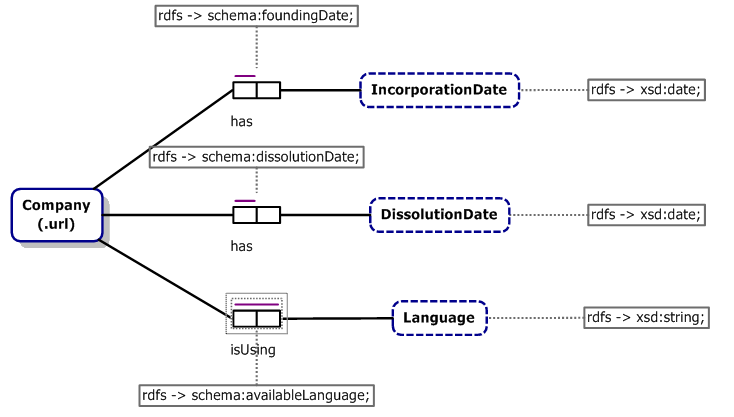 rdfs -> schema:foundingDate;
IncorporationDate
rdfs -> xsd:date;
has
rdfs -> schema:dissolutionDate;
Company
(.url)
DissolutionDate
rdfs -> xsd:date;
has
Language
rdfs -> xsd:string;
isUsing
rdfs -> schema:availableLanguage;